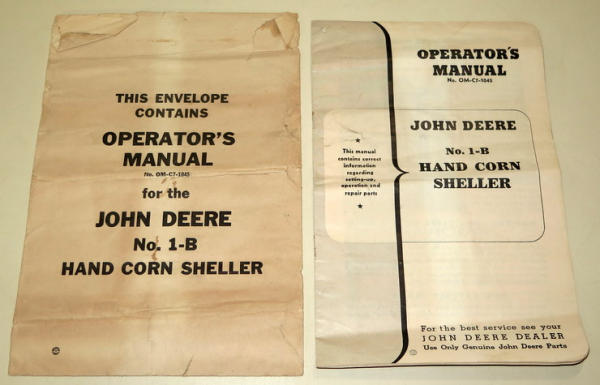 THIS ENVELOPE
CONTAINS
OPERATOR'S
MANUAL
No. OM-C7-1045
for the
JOHN DEERE
No. 1-B
HAND CORN SHELLER
OPERATOR'S
MANUAL
No. OM-C7-1045
JOHN DEERE
No. 1-B
HAND CORN
SHELLER
This manual
contains correct
information
regarding
setting-up,
operation and
repair parts
For the best service see your
JOHN DEERE DEALER
Use Only Genuine John Deere Parts